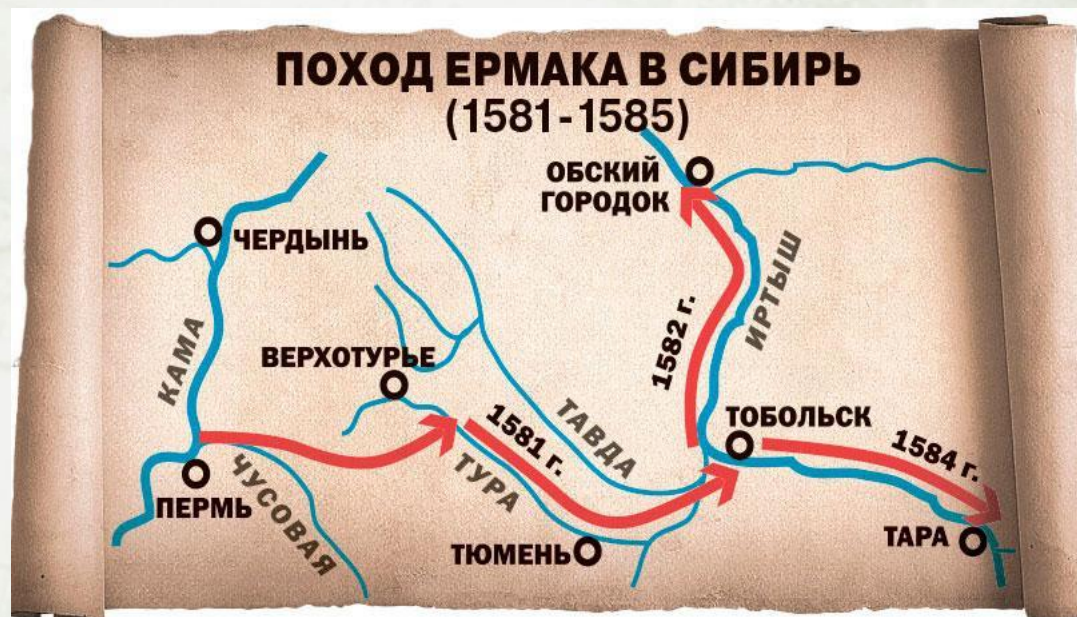 ПОХОД ЕРМАКА В СИБИРЬ
(1581-1585)
ОБСКИЙ
ГОРОДОК
ЧЕРДЫНЬ
КАМА
ВЕРХОТУРЬЕ
1582 г.
ИРТЫШ
ТАВДА
ТОБОЛЬСК
1581 г.
1584 г.
ТУРА
ЧУСОВАЯ
ПЕРМЬ
ТЮМЕНЬ
ТАРА